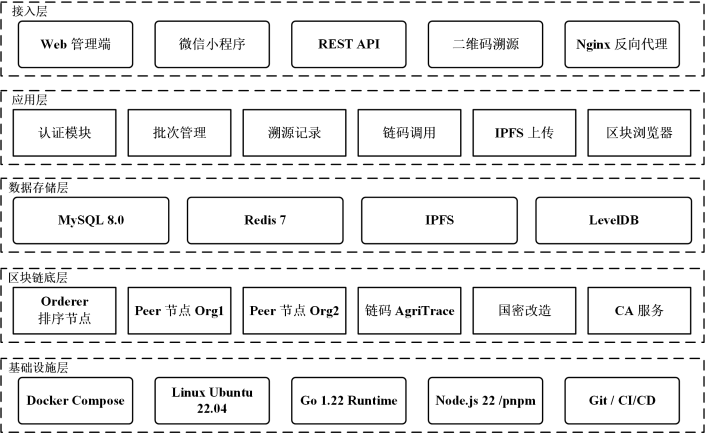 接入层
Web 管理端
微信小程序
REST API
二维码溯源
Nginx 反向代理
应用层
认证模块
批次管理
溯源记录
链码调用
IPFS 上传
区块浏览器
数据存储层
MySQL 8.0
Redis 7
IPFS
LevelDB
区块链底层
Orderer
排序节点
Peer 节点 Org1
Peer 节点 Org2
链码 AgriTrace
国密改造
CA 服务
基础设施层
Docker Compose
Linux Ubuntu
22.04
Go 1.22 Runtime
Node.js 22 /pnpm
Git / CI/CD